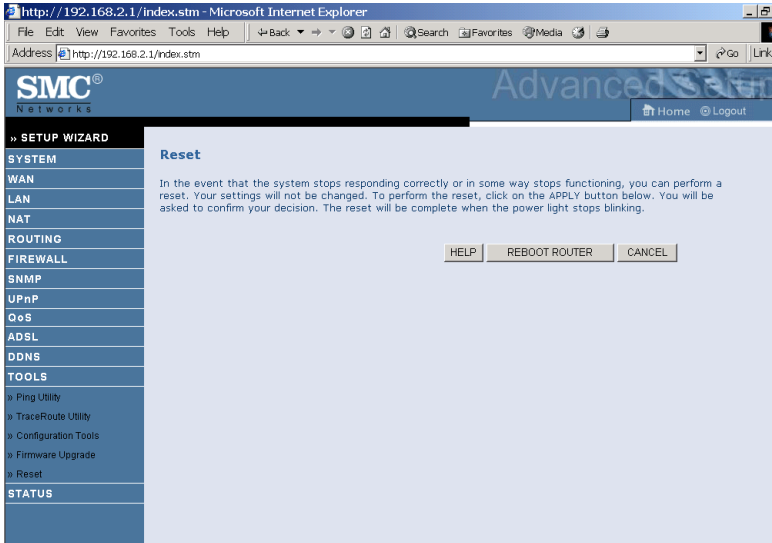 http://192.168.2.1/index.stm - Microsoft Internet Explorer
File Edit View Favorites Tools Help
Back Search Favorites Media
Address http://192.168.2.1/index.stm Go Link
SMC®
Networks
Advanced Setup
Home Logout
» SETUP WIZARD
SYSTEM
WAN
LAN
NAT
ROUTING
FIREWALL
SNMP
UPnP
QoS
ADSL
DDNS
TOOLS
» Ping Utility
» TraceRoute Utility
» Configuration Tools
» Firmware Upgrade
» Reset
STATUS
Reset
In the event that the system stops responding correctly or in some way stops functioning, you can perform a
reset. Your settings will not be changed. To perform the reset, click on the APPLY button below. You will be
asked to confirm your decision. The reset will be complete when the power light stops blinking.
HELP REBOOT ROUTER CANCEL